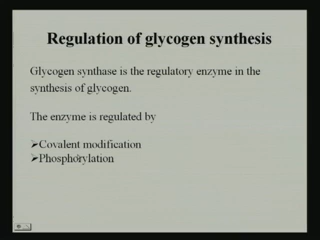 Regulation of glycogen synthesis
Glycogen synthase is the regulatory enzyme in the
synthesis of glycogen.
The enzyme is regulated by
➢Covalent modification
➢Phosphorylation